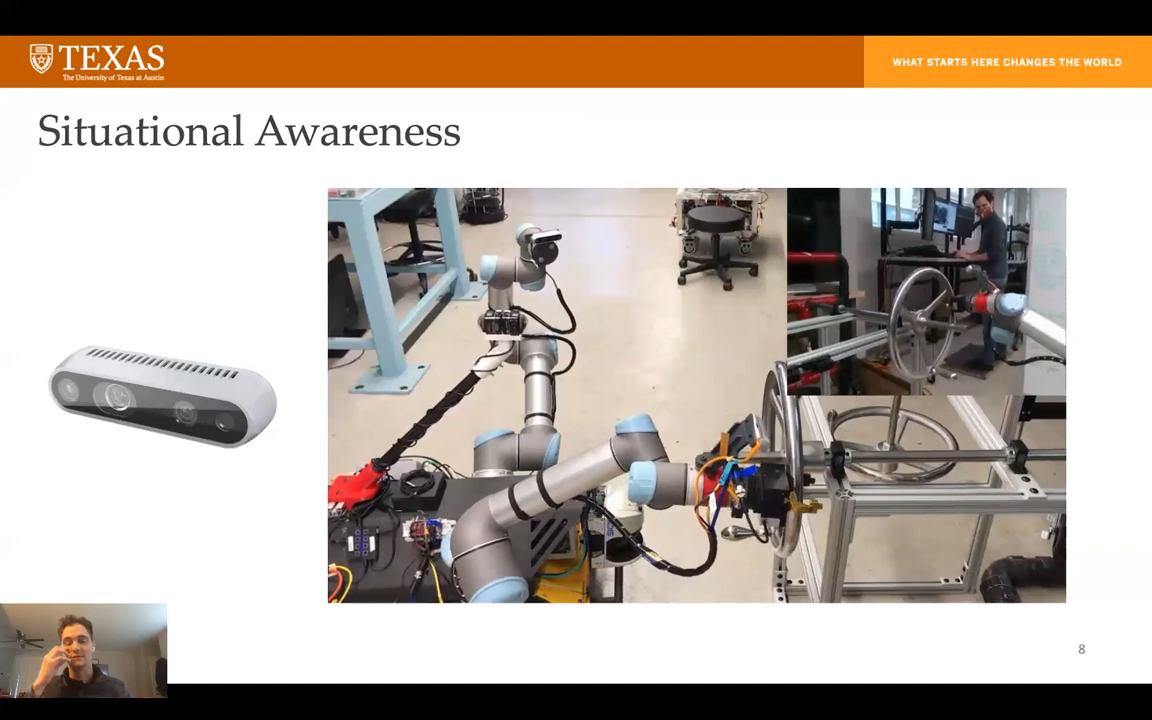 TEXAS
The University of Texas at Austin
WHAT STARTS HERE CHANGES THE WORLD
Situational Awareness
8